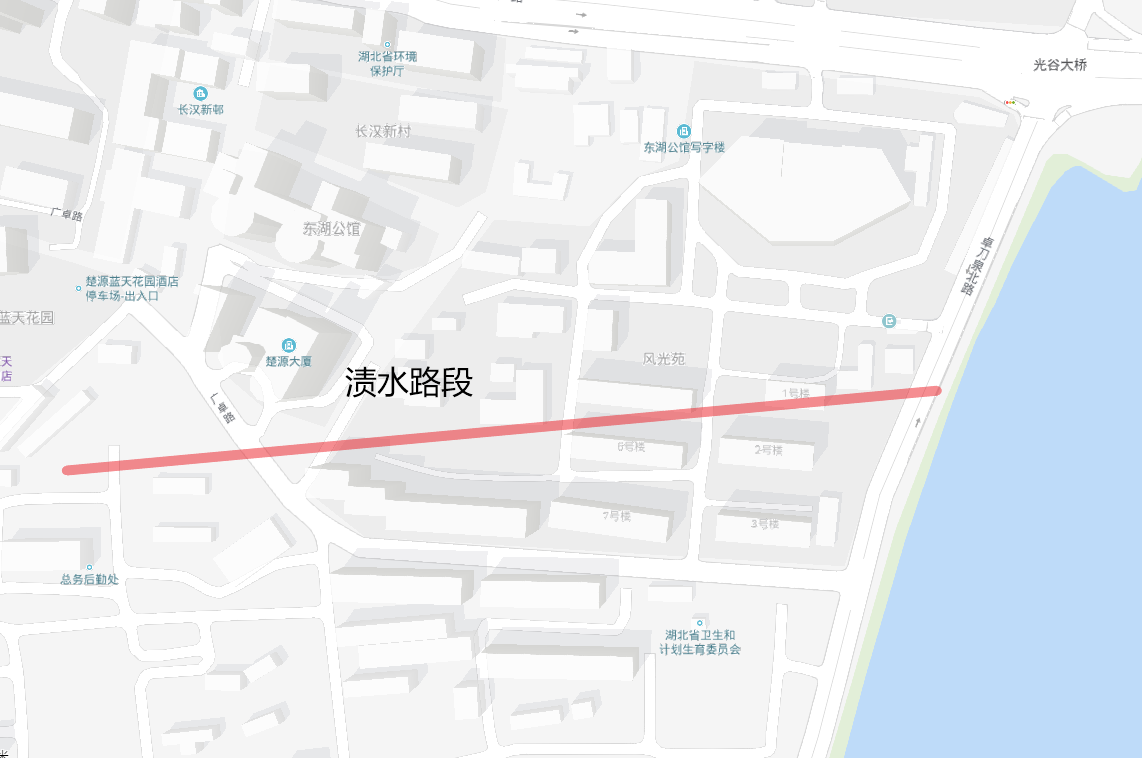 光谷大桥
湖北省环境
保护厅
长汉新邨
长汉新村
东湖公馆写字楼
广卓路
东湖公馆
卓刀泉北路
楚源蓝天花园酒店
停车场-出入口
蓝天花园
楚源大厦
风光苑
天
店
渍水路段
广卓路
1号楼
6号楼
2号楼
7号楼
3号楼
总务后勤处
湖北省卫生和
计划生育委员会